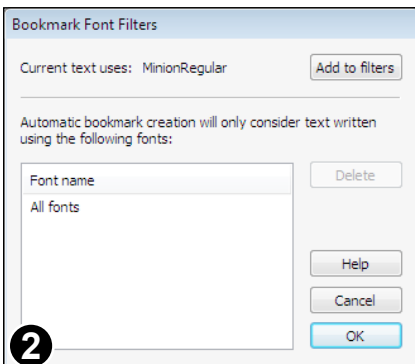 Bookmark Font Filters
Current text uses: MinionRegular
Add to filters
Automatic bookmark creation will only consider text written
using the following fonts:
Font name
Delete
All fonts
Help
Cancel
OK
2